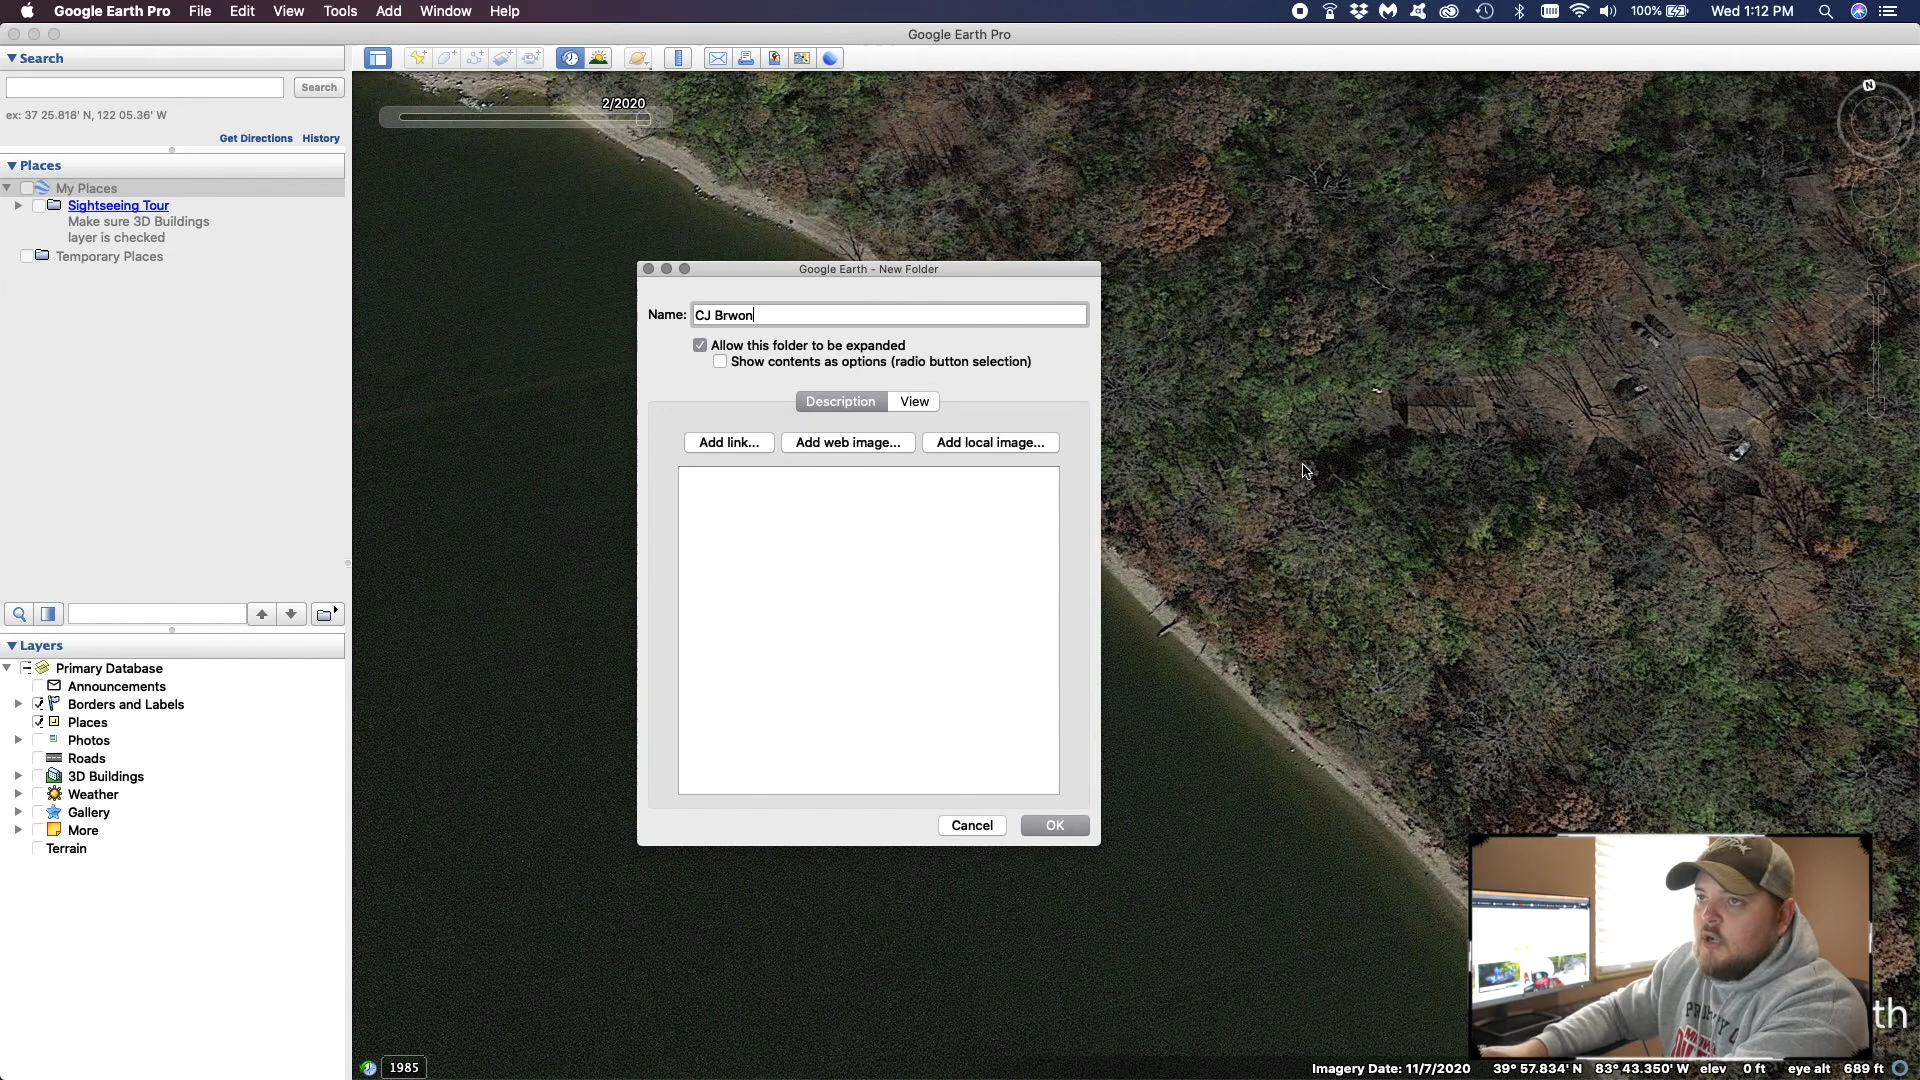 Google Earth Pro File Edit View Tools Add Window Help 100% Wed 1:12 PM
Google Earth Pro
Search
Search
ex: 37 25.818' N, 122 05.36' W
Get Directions History
2/2020
N
Places
My Places
Sightseeing Tour
Make sure 3D Buildings
layer is checked
Temporary Places
Google Earth - New Folder
Name: CJ Brwon
Allow this folder to be expanded
Show contents as options (radio button selection)
Description View
Add link... Add web image... Add local image...
Cancel OK
Layers
Primary Database
Announcements
Borders and Labels
Places
Photos
Roads
3D Buildings
Weather
Gallery
More
Terrain
th
1985
Imagery Date: 11/7/2020 39° 57.834' N 83° 43.350' W elev 0 ft eye alt 689 ft